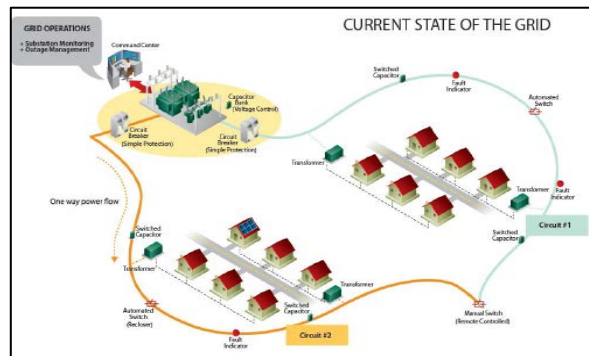 CURRENT STATE OF THE GRID
GRID OPERATIONS
+ Substation Monitoring
+ Outage Management
Command Center
Capacitor
Bank
(Voltage Control)
Circuit
Breaker
(Simple Protection)
Circuit
Breaker
(Simple Protection)
Switched
Capacitor
Fault
Indicator
Automated
Switch
Transformer
Transformer
Fault
Indicator
Switched
Capacitor
Circuit #1
One way power flow
Switched
Capacitor
Transformer
Transformer
Automated
Switch
(Recloser)
Switched
Capacitor
Fault
Indicator
Circuit #2
Manual Switch
(Remote Controlled)